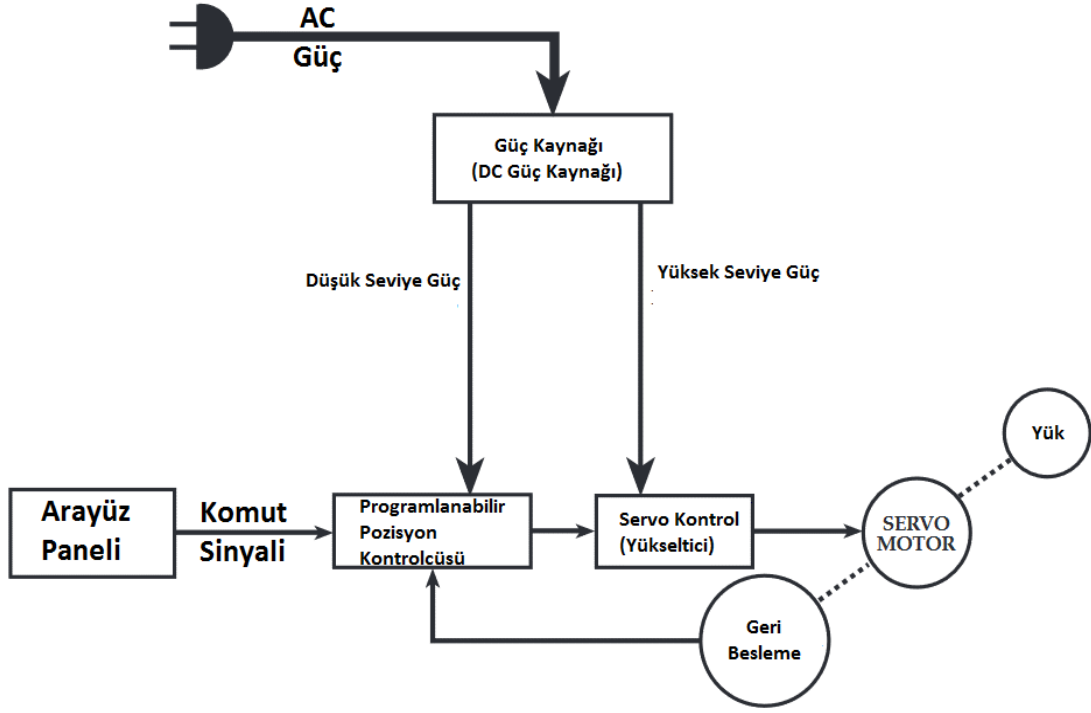 AC
Güç
Güç Kaynağı
(DC Güç Kaynağı)
Düşük Seviye Güç
Yüksek Seviye Güç
Yük
Arayüz
Paneli
Komut
Sinyali
Programlanabilir
Pozisyon
Kontrolcüsü
Servo Kontrol
(Yükseltici)
SERVO
MOTOR
Geri
Besleme